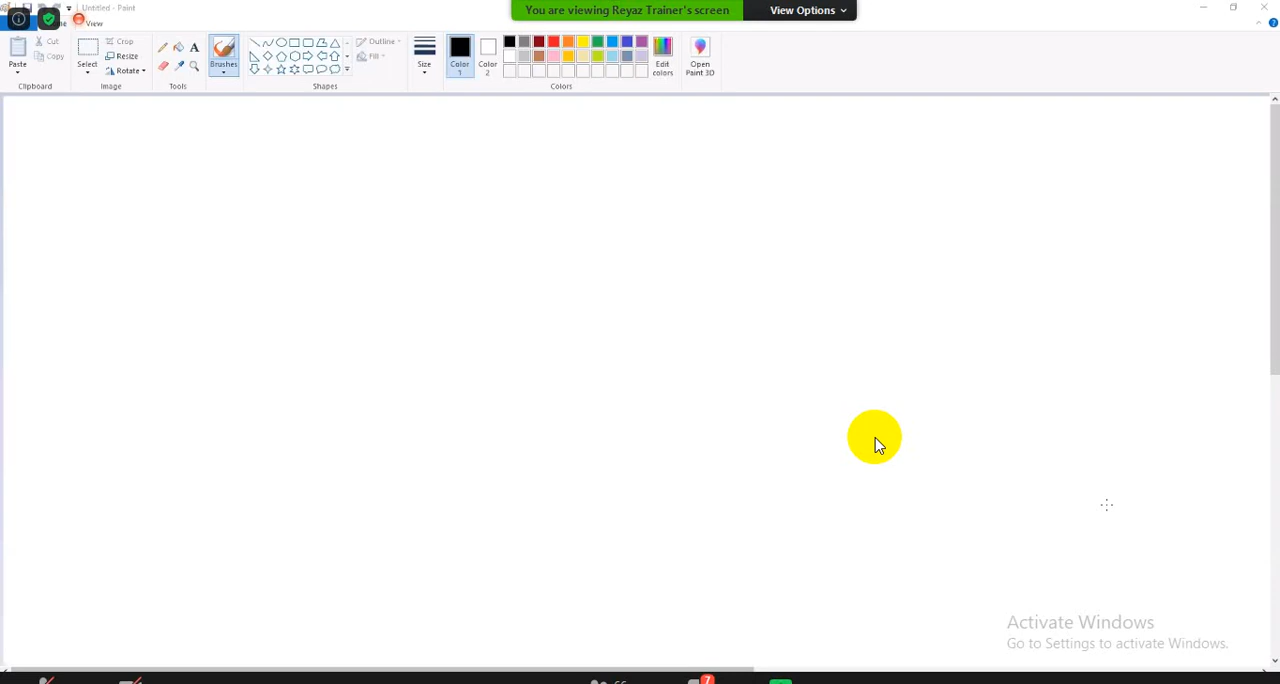 Untitled - Paint
You are viewing Reyaz Trainer's screen
View Options
View
Paste
Cut
Copy
Clipboard
Select
Crop
Resize
Rotate
Image
A
Tools
Brushes
Outline
Fill
Shapes
Size
Color
1
Color
2
Edit
colors
Colors
Open
Paint 3D
Activate Windows
Go to Settings to activate Windows.
7